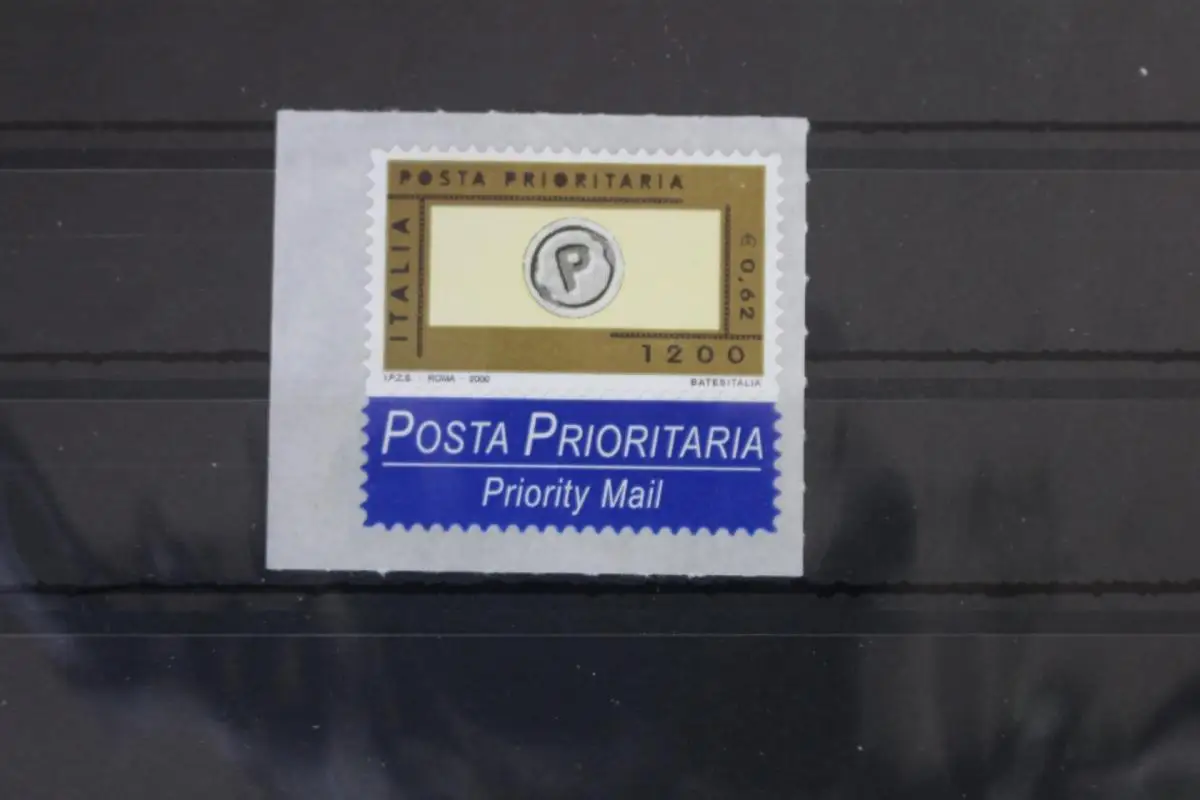 POSTA PRIORITARIA
ITALIA
P
€ 0,62
1200
I.P.Z.S. - ROMA - 2000
BATESITALIA
POSTA PRIORITARIA
Priority Mail